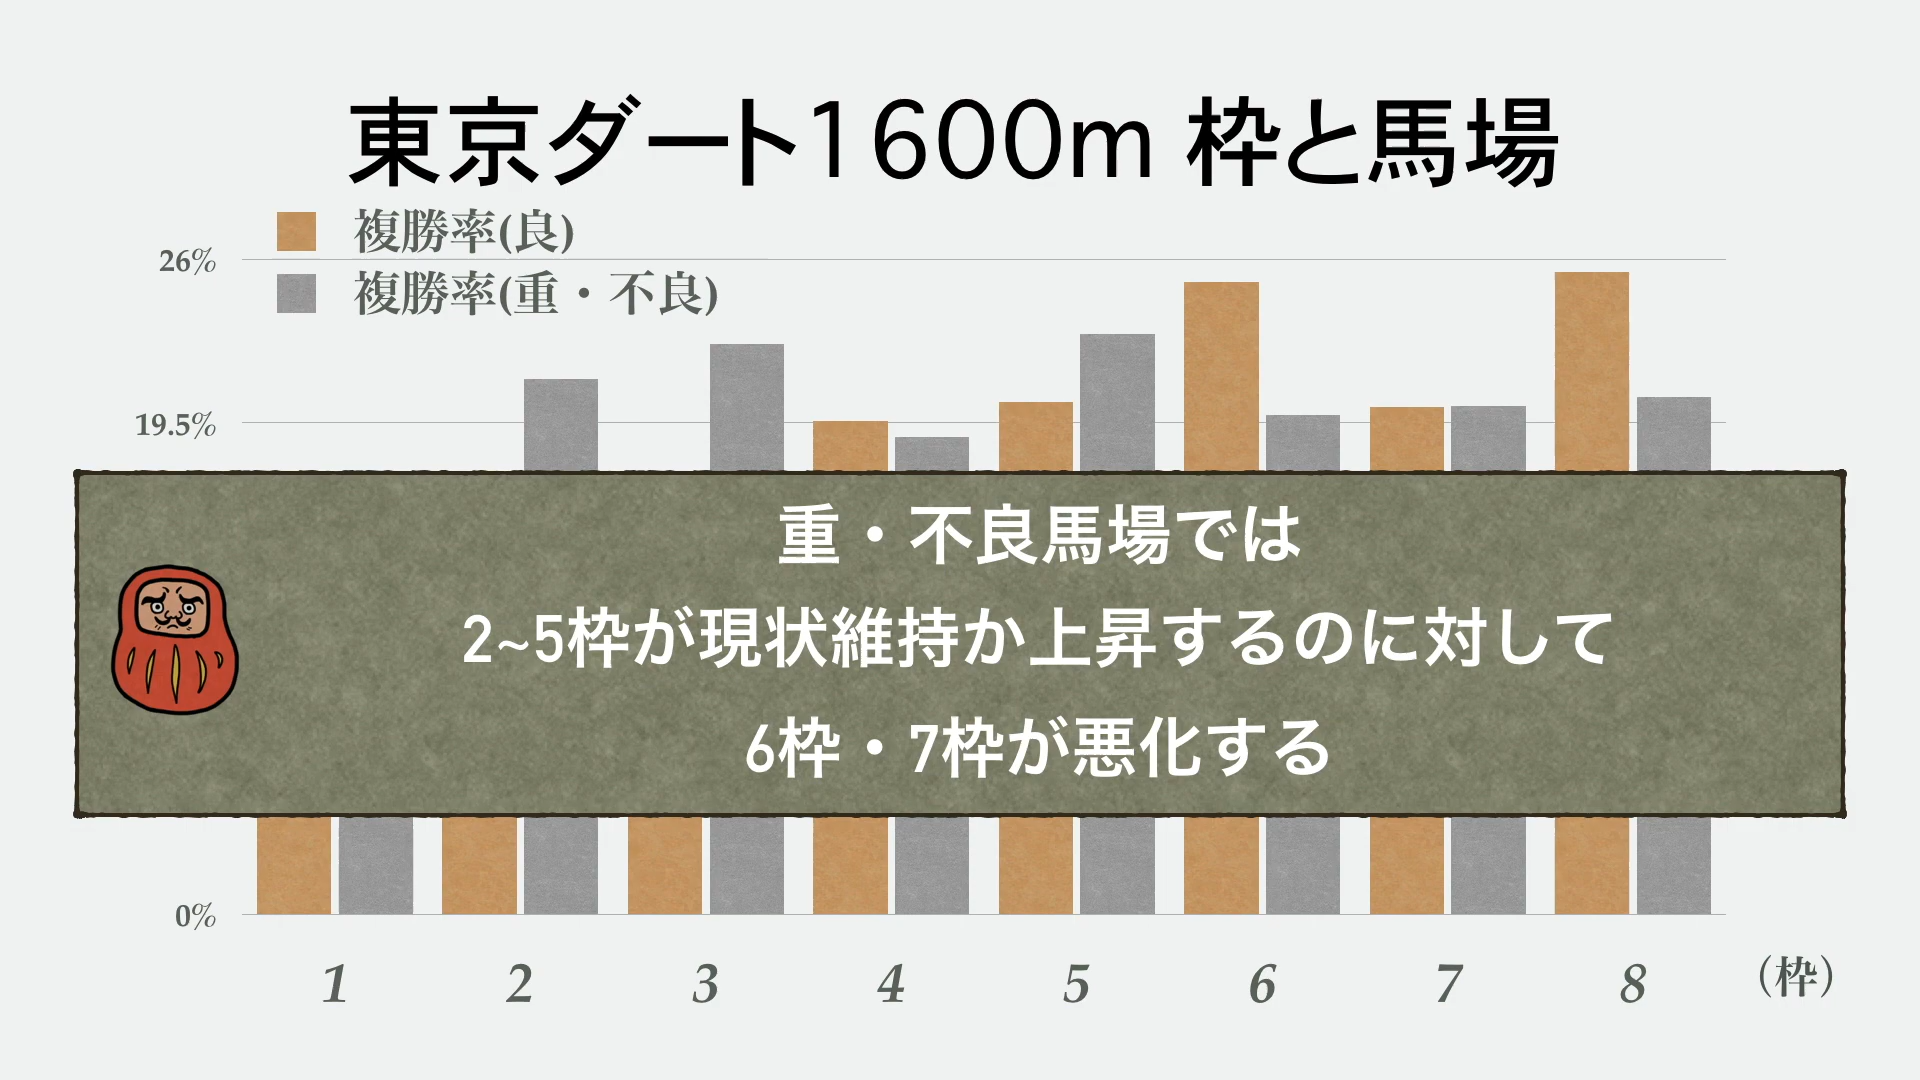 東京ダート1600m 枠と馬場
複勝率(良)
複勝率(重・不良)
26%
19.5%
重・不良馬場では
2~5枠が現状維持か上昇するのに対して
6枠・7枠が悪化する
0%
1 2 3 4 5 6 7 8 (枠)